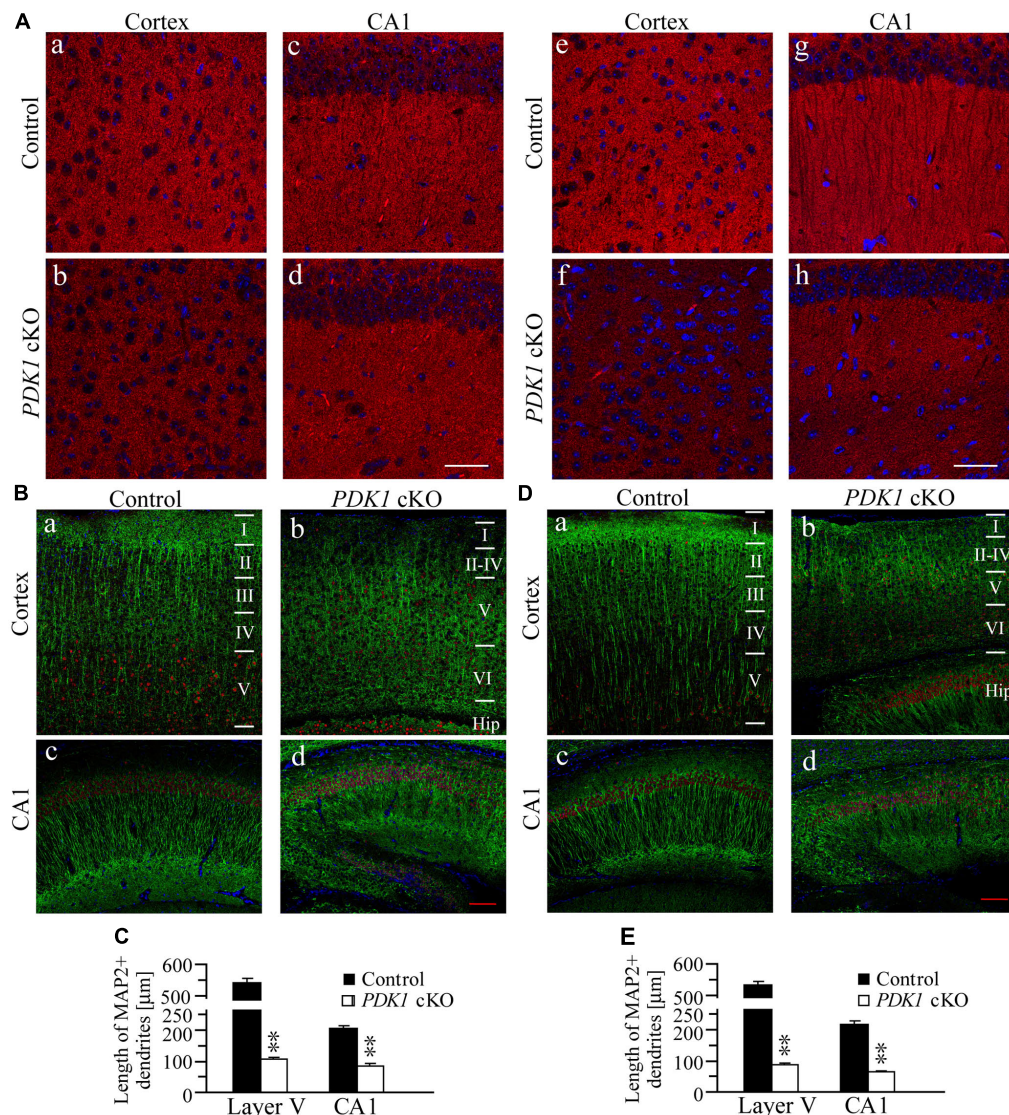 A
Cortex
CA1
Cortex
CA1
Control
a
c
Control
e
g
PDK1 cKO
b
d
PDK1 cKO
f
h
B
Control
PDK1 cKO
Cortex
a
I
II
III
IV
V
b
I
II-IV
V
VI
Hip
CA1
c
d
D
Control
PDK1 cKO
Cortex
a
I
II
III
IV
V
b
I
II-IV
V
VI
Hip
CA1
c
d
C
Length of MAP2+
dendrites [µm]
600
500
200
100
0
Control
PDK1 cKO
**
**
Layer V
CA1
E
Length of MAP2+
dendrites [µm]
600
500
200
100
0
Control
PDK1 cKO
**
**
Layer V
CA1